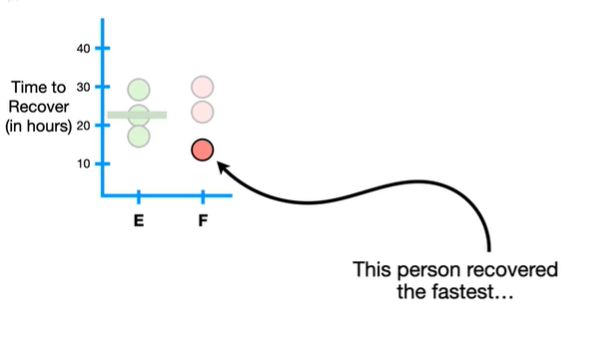 40
Time to 30
Recover
(in hours) 20
10
E F
This person recovered
the fastest...